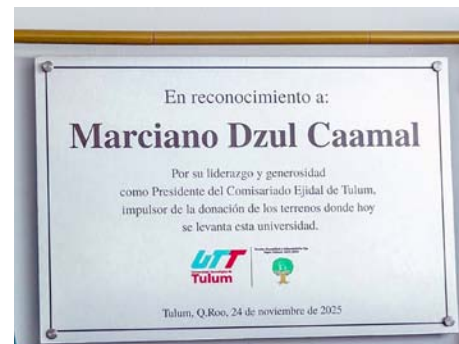 En reconocimiento a:
Marciano Dzul Caamal
Por su liderazgo y generosidad
como Presidente del Comisariado Ejidal de Tulum,
impulsor de la donación de los terrenos donde hoy
se levanta esta universidad.
UTT
Tulum
Tulum, Q.Roo, 24 de noviembre de 2025